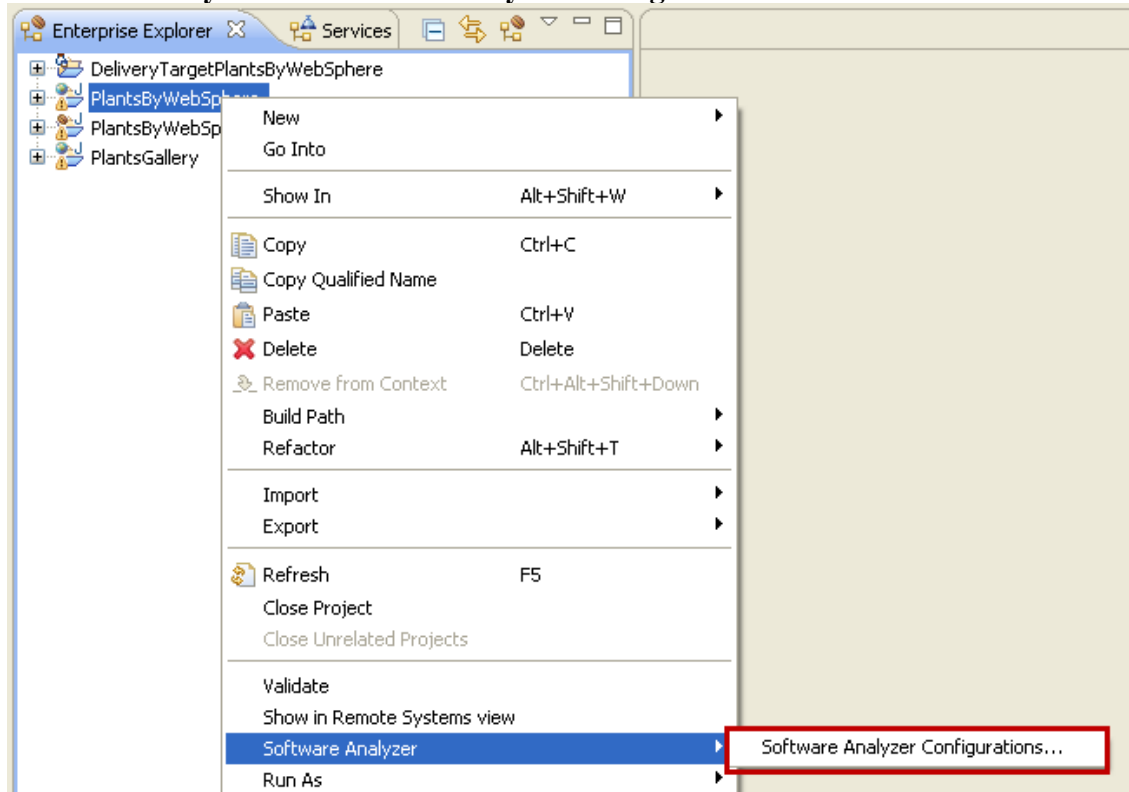 Enterprise Explorer Services
DeliveryTargetPlantsByWebSphere
PlantsByWebSphere
PlantsByWebSp
PlantsGallery
New
Go Into
Show In Alt+Shift+W
Copy Ctrl+C
Copy Qualified Name
Paste Ctrl+V
Delete Delete
Remove from Context Ctrl+Alt+Shift+Down
Build Path
Refactor Alt+Shift+T
Import
Export
Refresh F5
Close Project
Close Unrelated Projects
Validate
Show in Remote Systems view
Software Analyzer Software Analyzer Configurations...
Run As